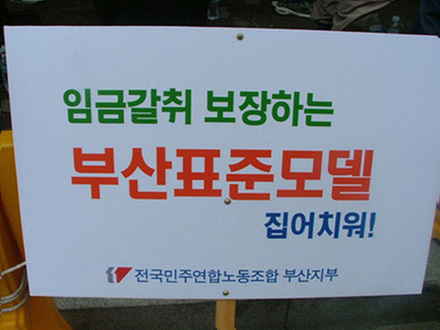 임금갈취 보장하는
부산표준모델
집어치워!
전국민주연합노동조합 부산지부